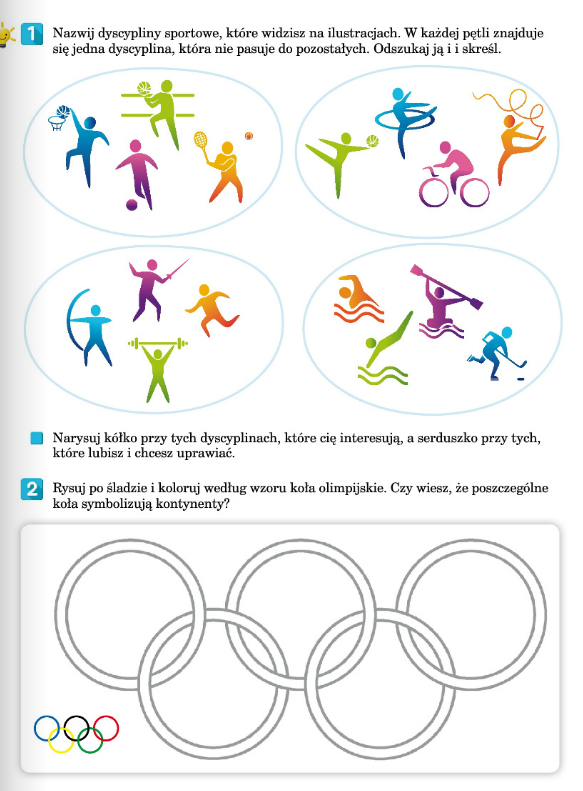 1 Nazwij dyscypliny sportowe, które widzisz na ilustracjach. W każdej pętli znajduje
się jedna dyscyplina, która nie pasuje do pozostałych. Odszukaj ją i i skreśl.
Narysuj kółko przy tych dyscyplinach, które cię interesują, a serduszko przy tych,
które lubisz i chcesz uprawiać.
2 Rysuj po śladzie i koloruj według wzoru koła olimpijskie. Czy wiesz, że poszczególne
koła symbolizują kontynenty?